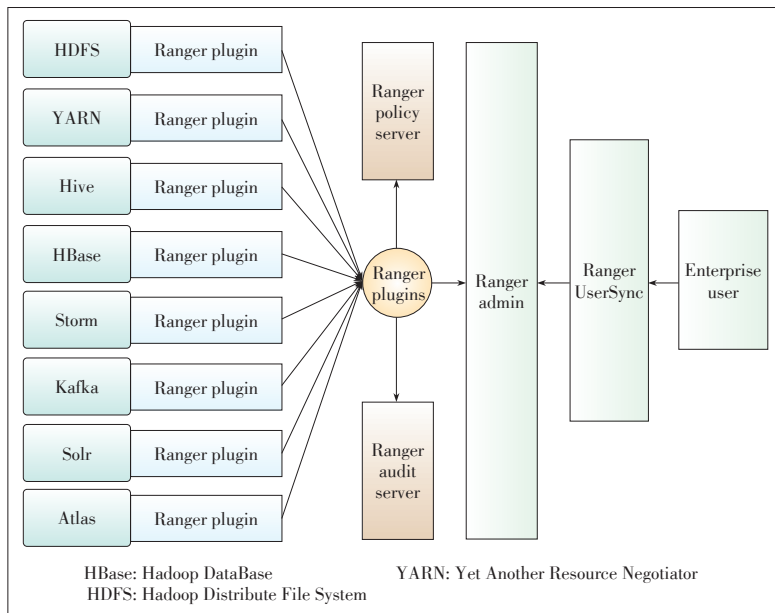 HDFS
Ranger plugin
YARN
Ranger plugin
Hive
Ranger plugin
HBase
Ranger plugin
Storm
Ranger plugin
Kafka
Ranger plugin
Solr
Ranger plugin
Atlas
Ranger plugin
Ranger
plugins
Ranger
policy
server
Ranger
audit
server
Ranger
admin
Ranger
UserSync
Enterprise
user
HBase: Hadoop DataBase
YARN: Yet Another Resource Negotiator
HDFS: Hadoop Distribute File System